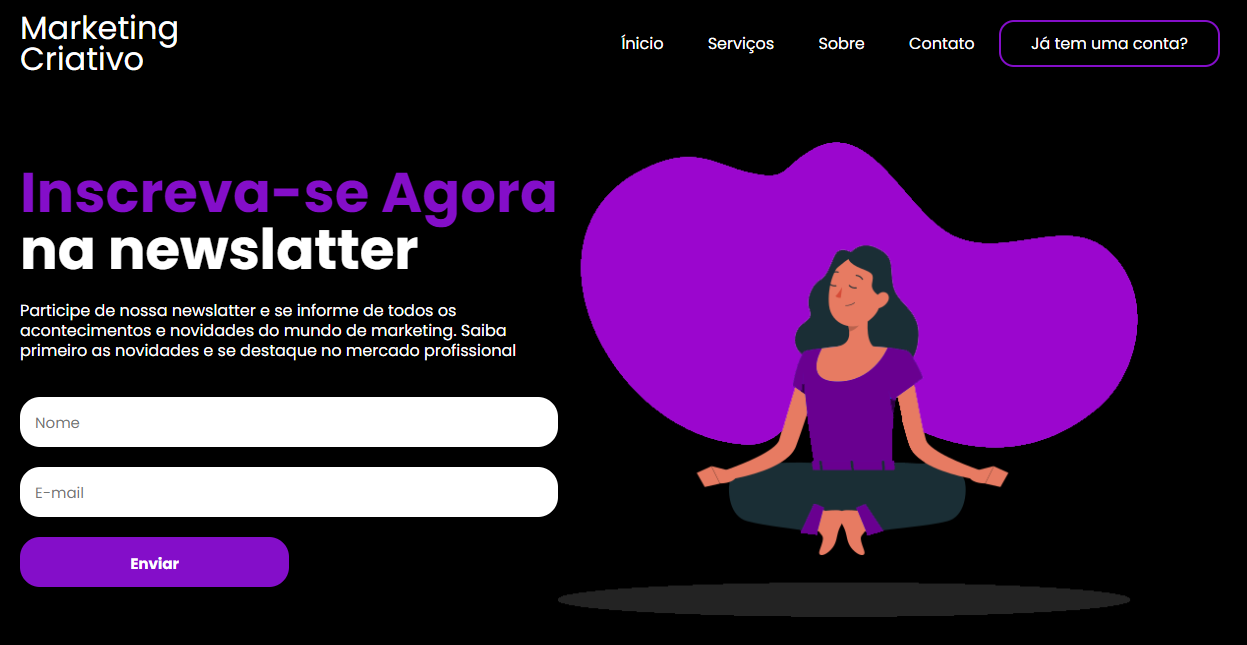 Marketing
Criativo
Ínicio
Serviços
Sobre
Contato
Já tem uma conta?
Inscreva-se Agora
na newslatter
Participe de nossa newslatter e se informe de todos os
acontecimentos e novidades do mundo de marketing. Saiba
primeiro as novidades e se destaque no mercado profissional
Nome
E-mail
Enviar